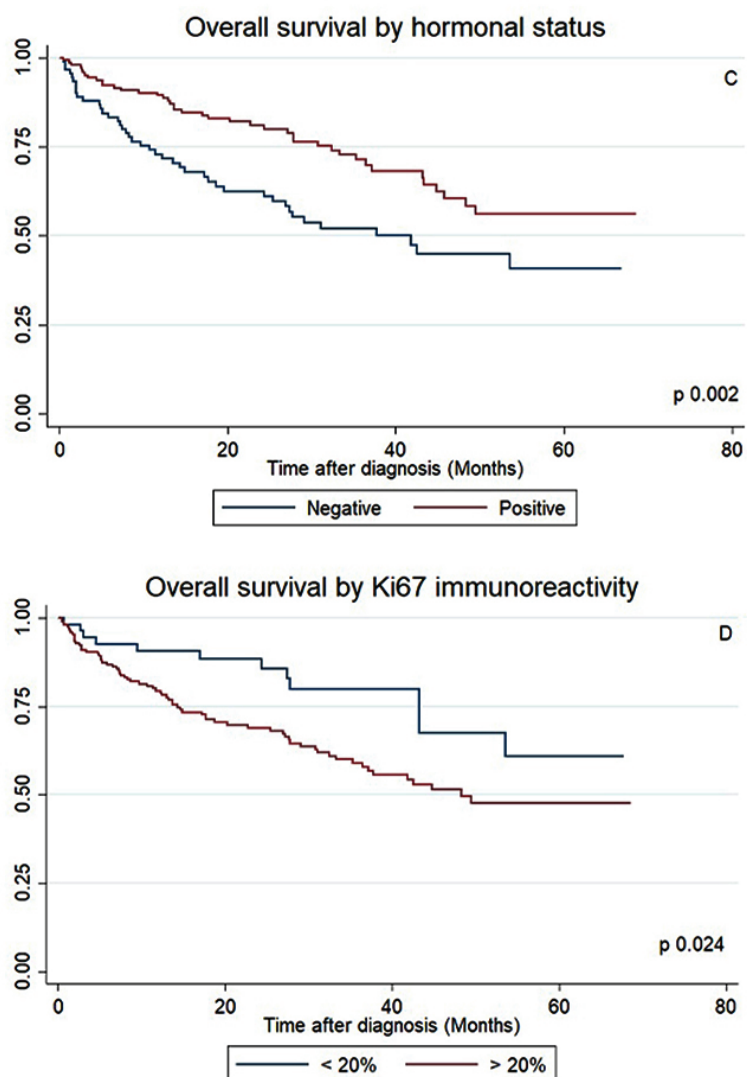 Overall survival by hormonal status
C
1.00
0.75
0.50
0.25
0.00
p 0.002
0 20 40 60 80
Time after diagnosis (Months)
Negative Positive
Overall survival by Ki67 immunoreactivity
D
1.00
0.75
0.50
0.25
0.00
p 0.024
0 20 40 60 80
Time after diagnosis (Months)
< 20% > 20%